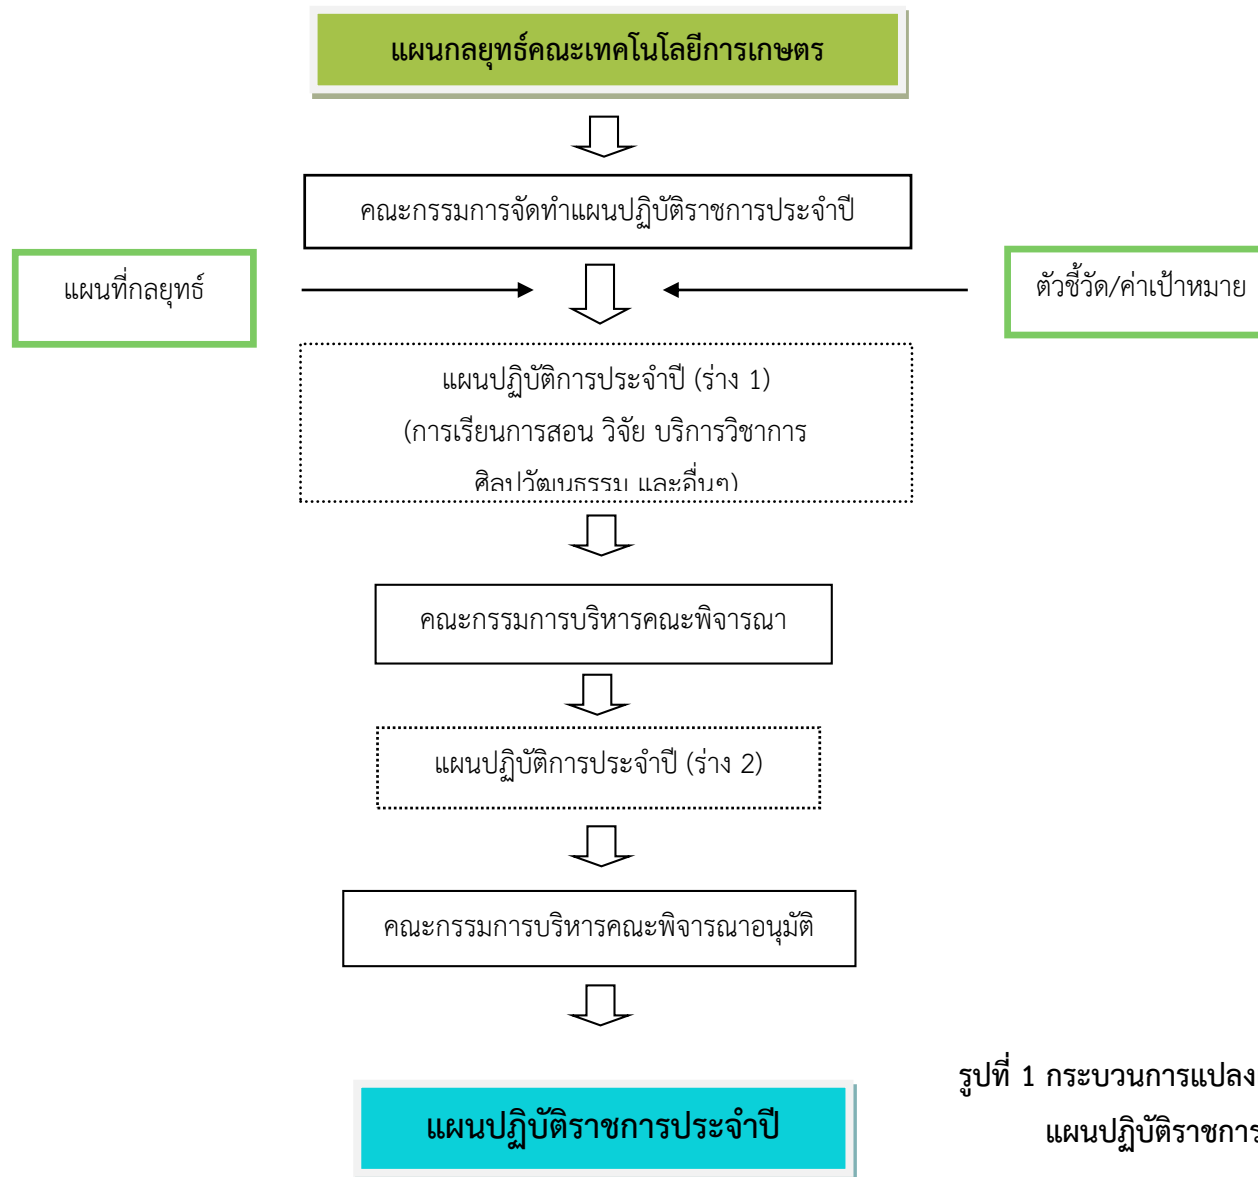 แผนกลยุทธ์คณะเทคโนโลยีการเกษตร
คณะกรรมการจัดทำแผนปฏิบัติราชการประจำปี
แผนที่กลยุทธ์
ตัวชี้วัด/ค่าเป้าหมาย
แผนปฏิบัติการประจำปี (ร่าง 1)
(การเรียนการสอน วิจัย บริการวิชาการ
ศิลปวัฒนธรรม และอื่นๆ)
คณะกรรมการบริหารคณะพิจารณา
แผนปฏิบัติการประจำปี (ร่าง 2)
คณะกรรมการบริหารคณะพิจารณาอนุมัติ
รูปที่ 1 กระบวนการแปลง
แผนปฏิบัติราชการ
แผนปฏิบัติราชการประจำปี